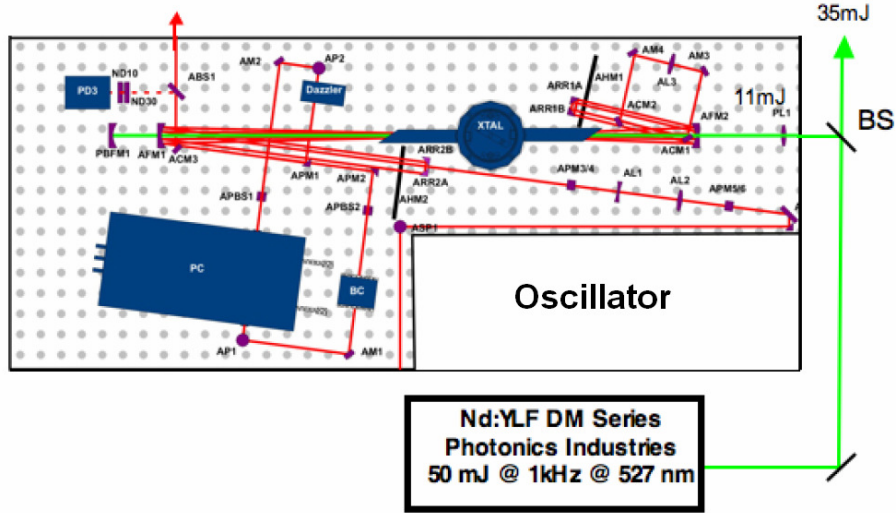 35mJ
AM2
AP2
AM4
AM3
ND10
ABS1
AHM1
PD3
ND30
Dazzler
ARR1A
AL3
ARR1B
ACM2
AFM2
11mJ
PL1
BS
XTAL
PBFM1
AFM1
ACM3
ACM1
ARR2B
APM1
APM2
ARR2A
APM3/4
AL1
AL2
APM5/6
APBS1
APBS2
AHM2
ASP1
PC
BC
Oscillator
AP1
AM1
Nd:YLF DM Series
Photonics Industries
50 mJ @ 1kHz @ 527 nm